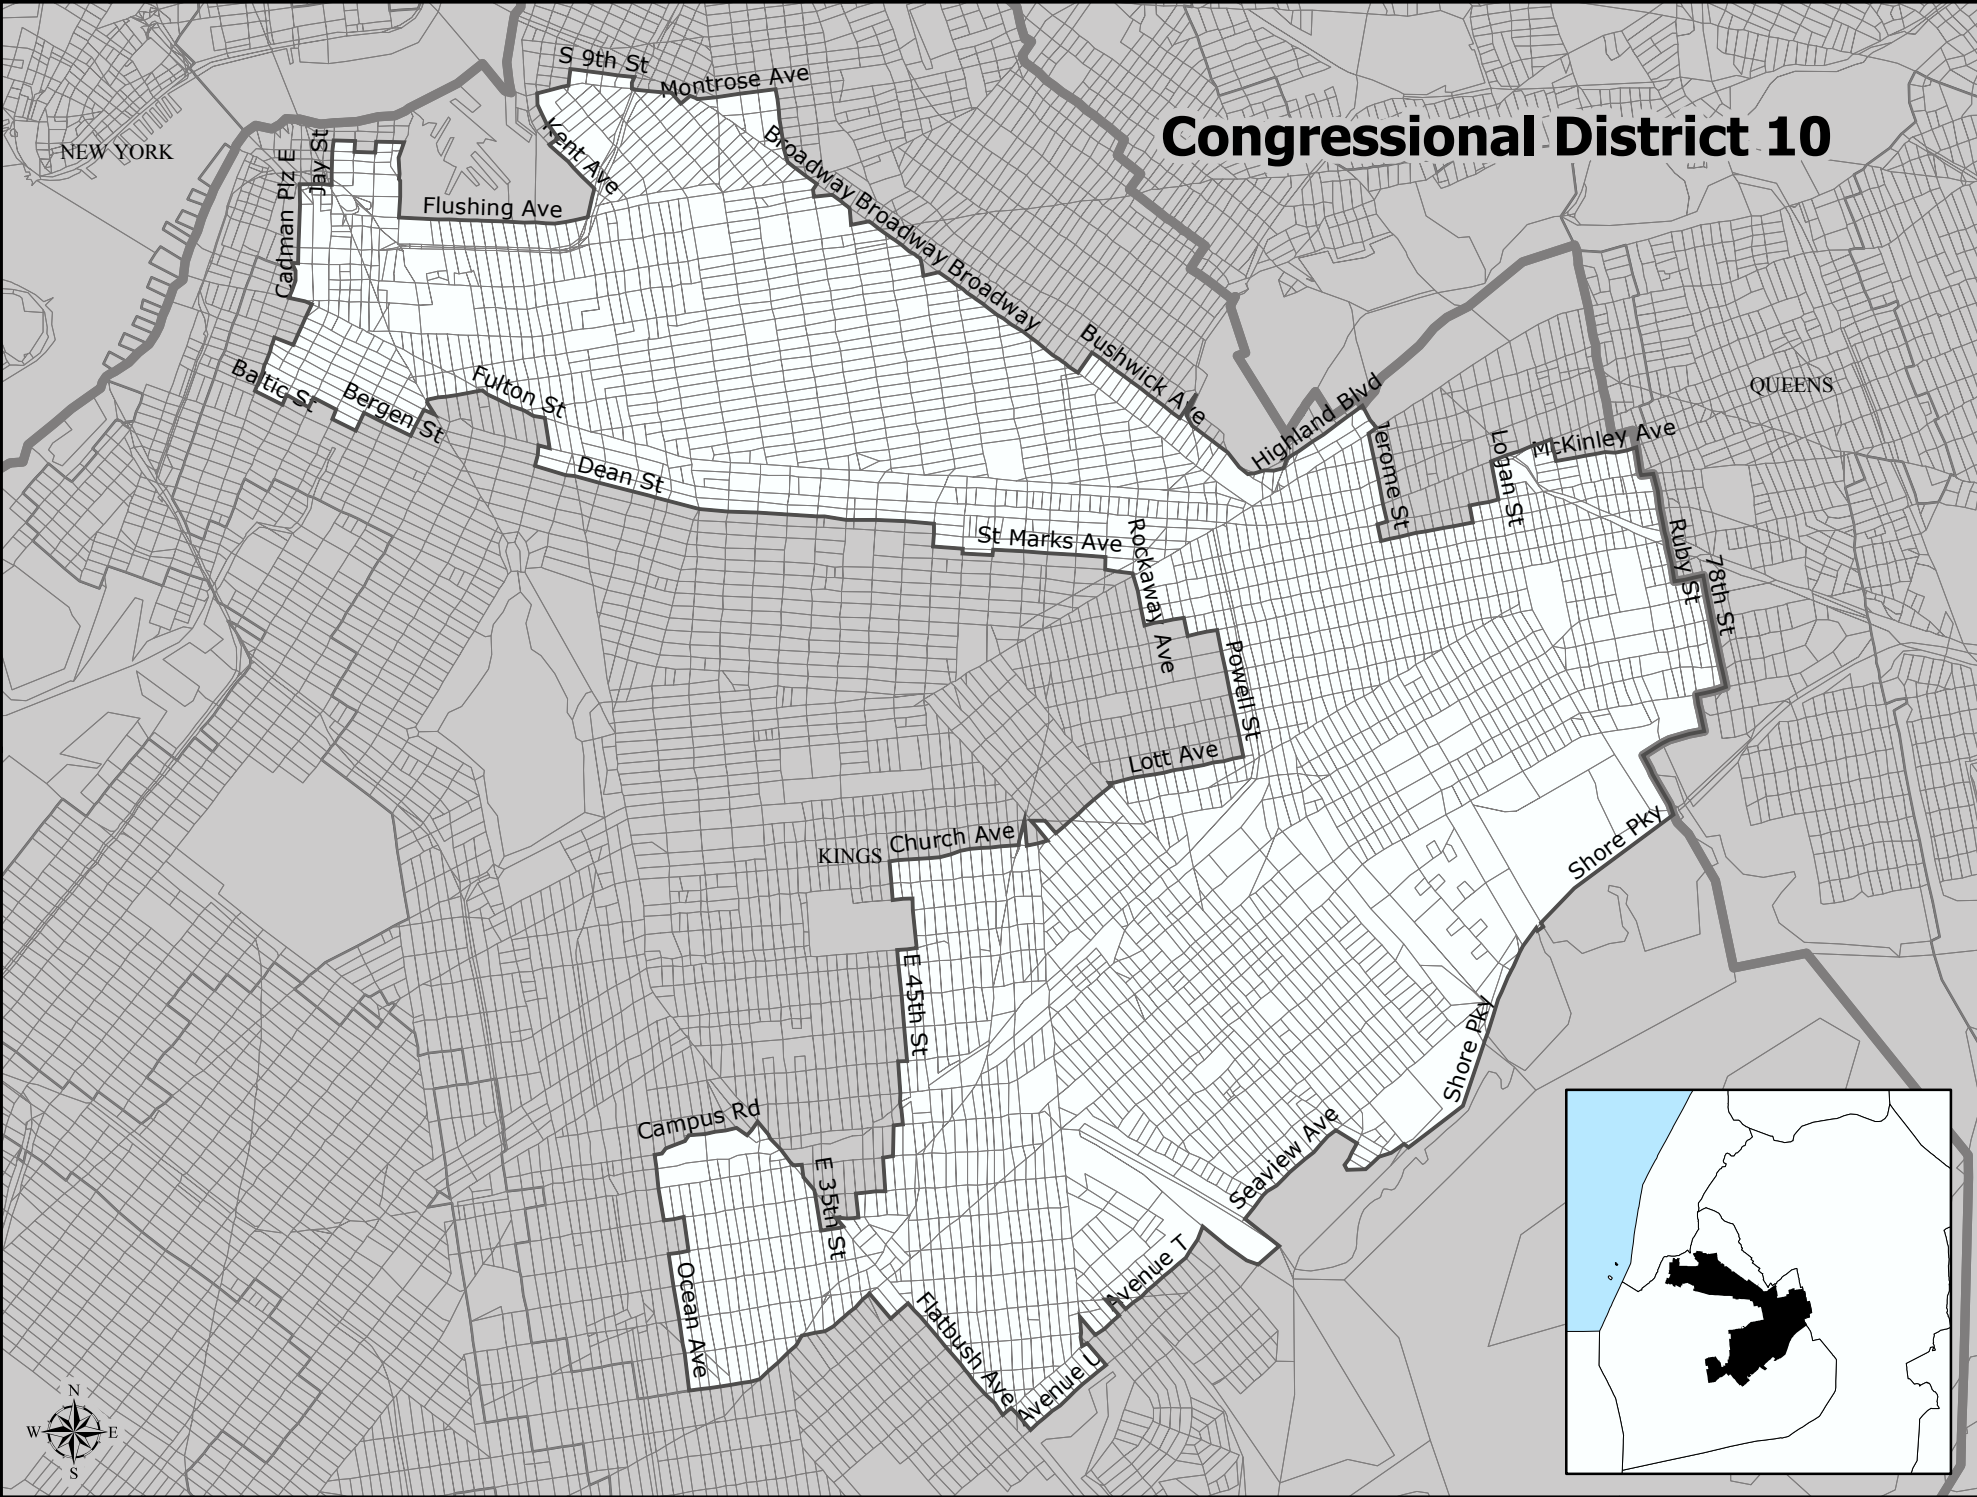 S 9th St
Montrose Ave
Congressional District 10
NEW YORK
Jay St
Kent Ave
Broadway
Broadway
Broadway
Broadway
Cadman Plz E
Flushing Ave
Bushwick Ave
Baltic St
Bergen St
Fulton St
Highland Blvd
QUEENS
Jerome St
Logan St
McKinley Ave
Dean St
St Marks Ave
Rockaway Ave
Ruby St
78th St
Powell St
Lott Ave
KINGS
Church Ave
Shore Pky
E 45th St
Shore Pky
Campus Rd
E 35th St
Seaview Ave
Ocean Ave
Avenue T
Flatbush Ave
Avenue U
N
W
E
S